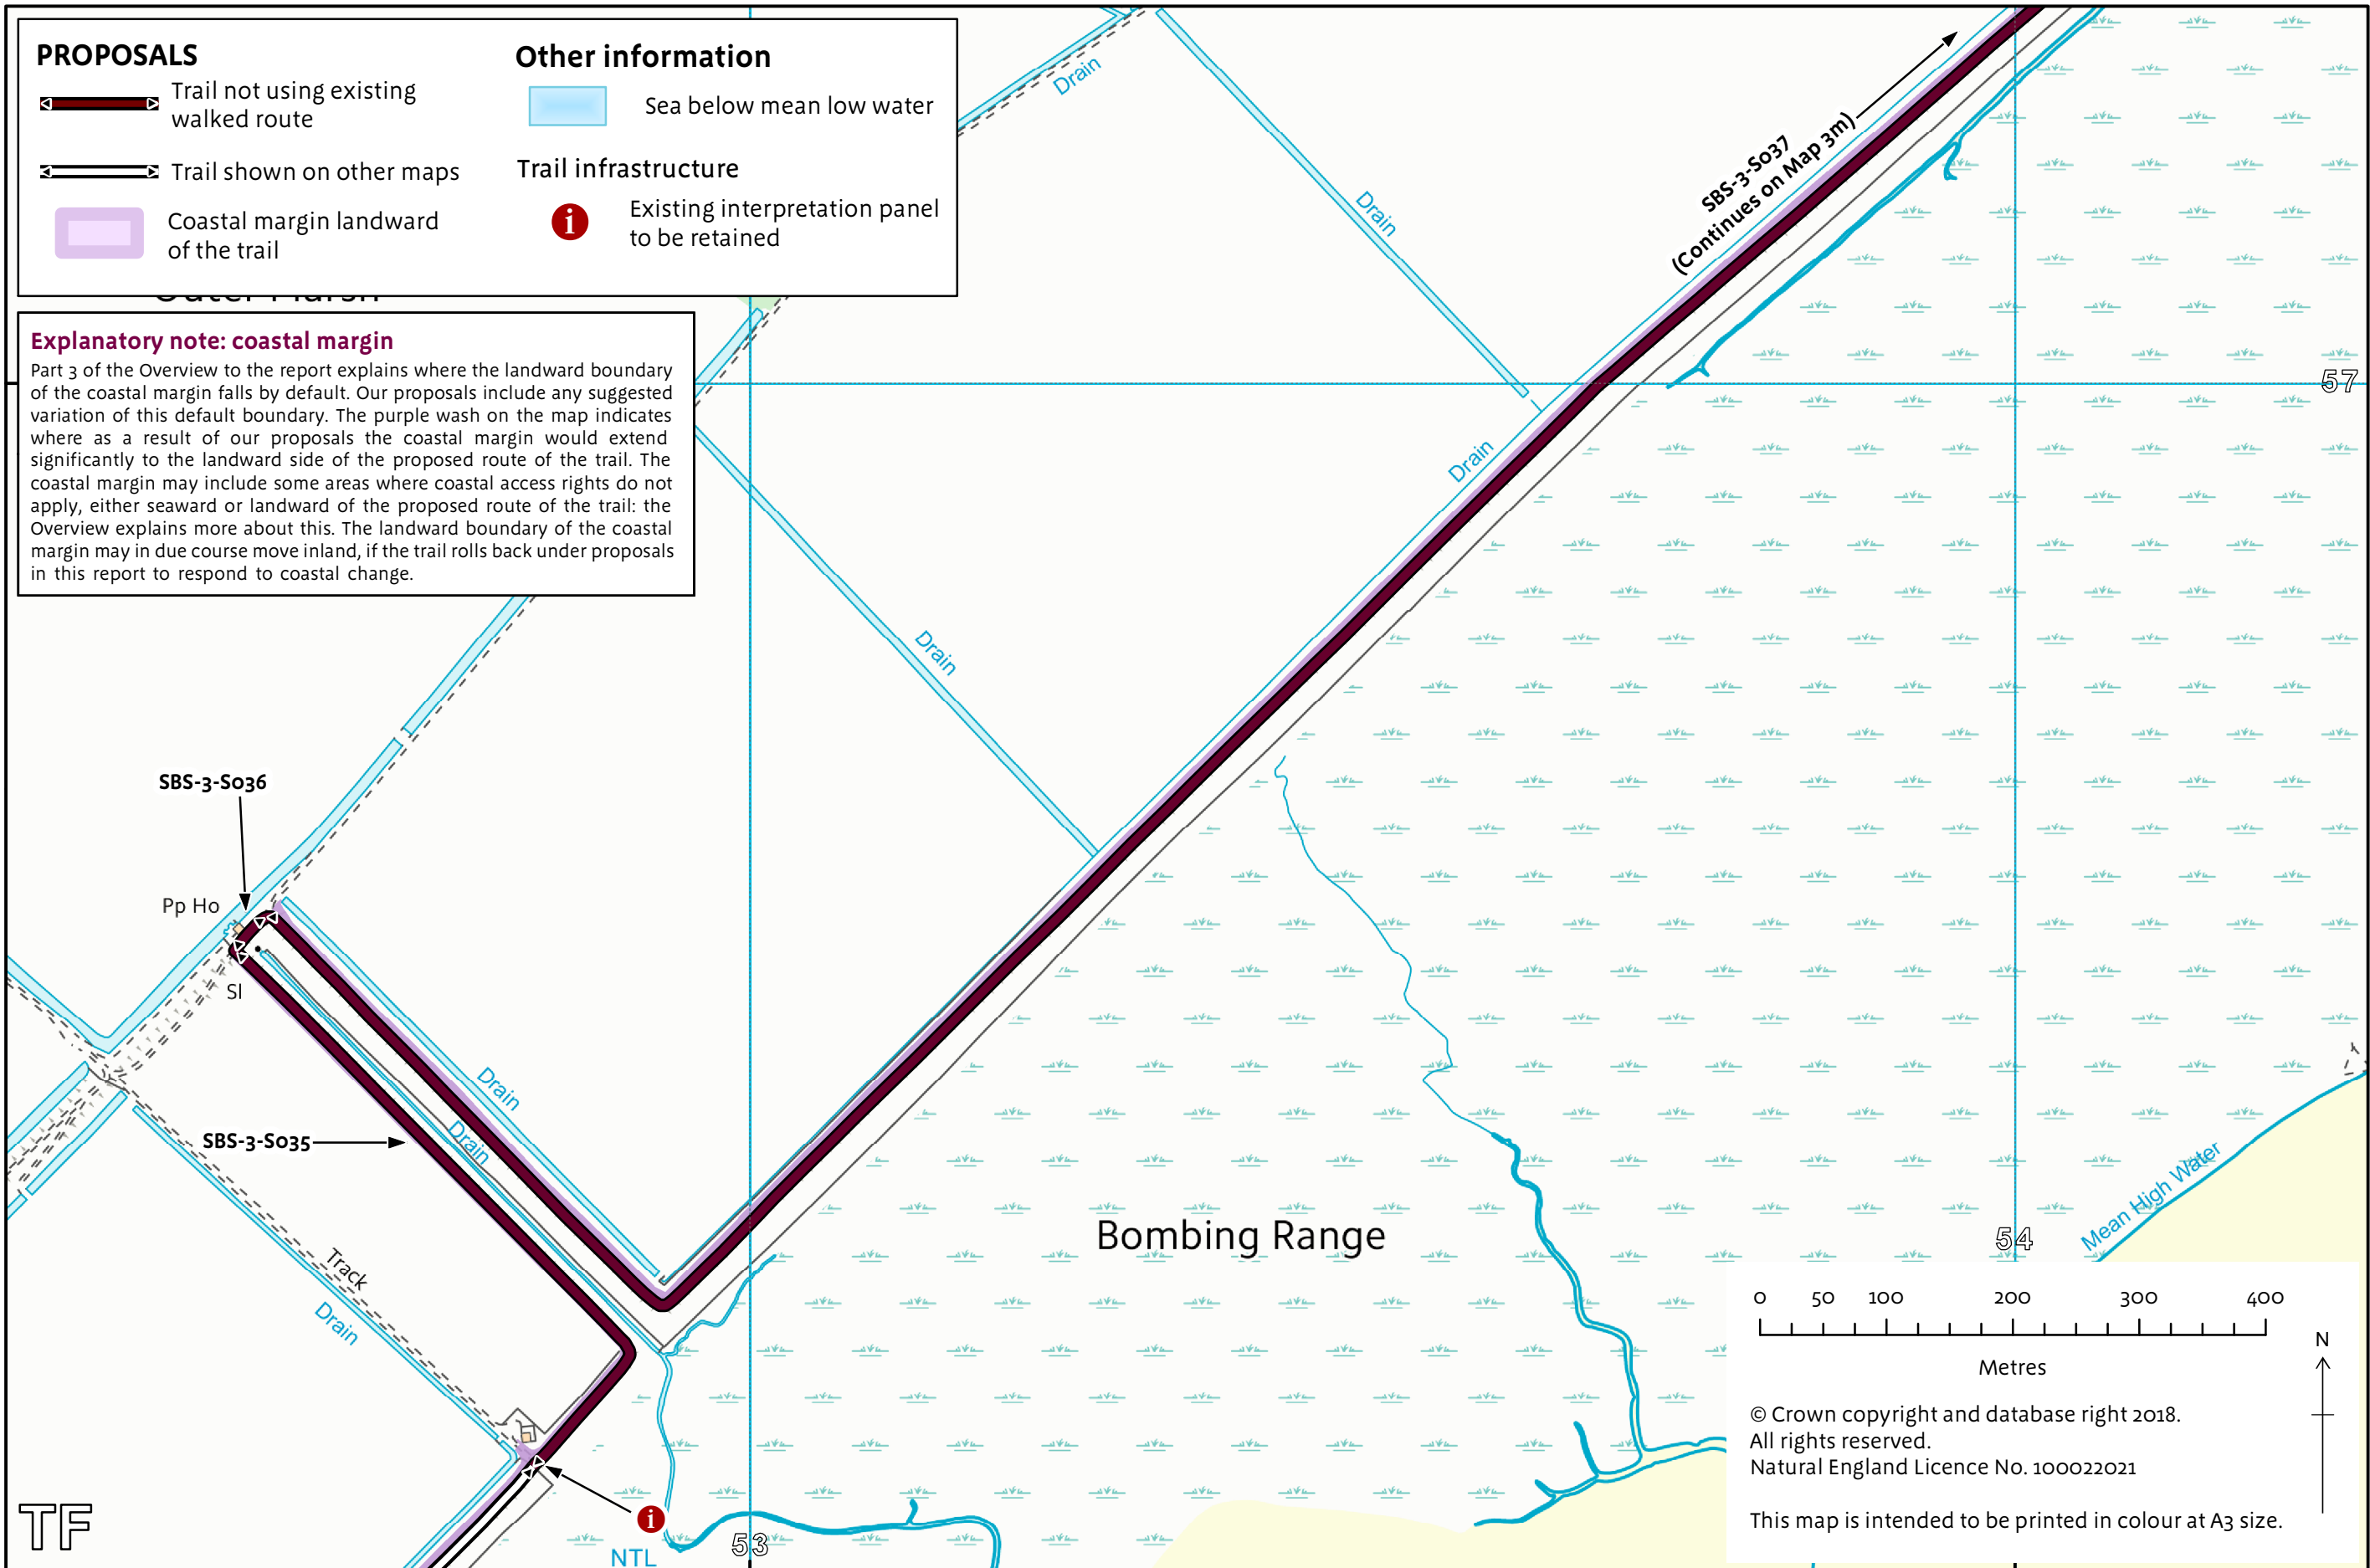 PROPOSALS
Trail not using existing
walked route
Trail shown on other maps
Coastal margin landward
of the trail
Other information
Sea below mean low water
Trail infrastructure
i
Existing interpretation panel
to be retained
Explanatory note: coastal margin
Part 3 of the Overview to the report explains where the landward boundary
of the coastal margin falls by default. Our proposals include any suggested
variation of this default boundary. The purple wash on the map indicates
where as a result of our proposals the coastal margin would extend
significantly to the landward side of the proposed route of the trail. The
coastal margin may include some areas where coastal access rights do not
apply, either seaward or landward of the proposed route of the trail: the
Overview explains more about this. The landward boundary of the coastal
margin may in due course move inland, if the trail rolls back under proposals
in this report to respond to coastal change.
Drain
Drain
SBS-3-S037
(Continues on Map 3m)
57
Drain
Drain
SBS-3-S036
Pp Ho
Sl
Drain
SBS-3-S035
Drain
Track
Drain
Bombing Range
Mean High Water
54
0 50 100 200 300 400
Metres
N
© Crown copyright and database right 2018.
All rights reserved.
Natural England Licence No. 100022021
This map is intended to be printed in colour at A3 size.
TF
i
NTL
53